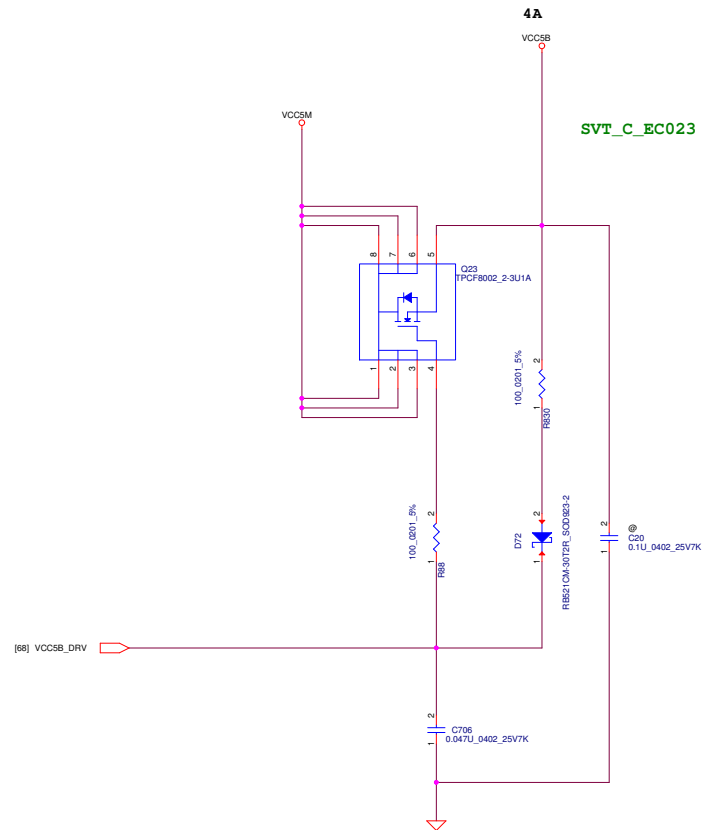 4A
VCC5B
VCC5M
SVT_C_EC023
8
7
6
5
Q23
TPCF8002_2-3U1A
1
2
3
4
100_0201_5%
2
1
R830
100_0201_5%
2
1
R88
D72
2
1
RB521CM-30T2R_SOD923-2
2
1
@
C20
0.1U_0402_25V7K
[68] VCC5B_DRV
2
1
C706
0.047U_0402_25V7K